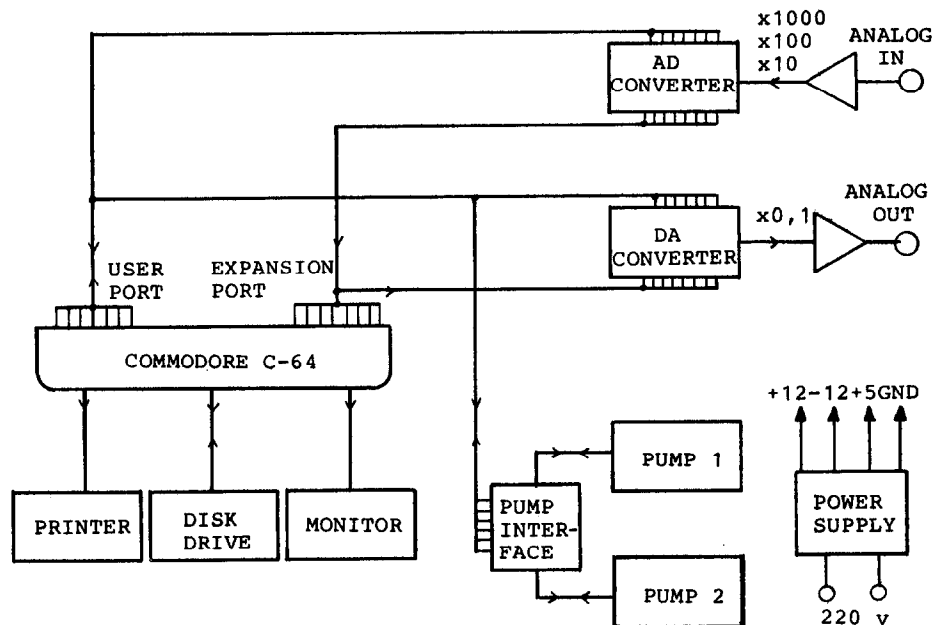 x1000
x100
x10
ANALOG
IN
AD
CONVERTER
ANALOG
OUT
x0,1
DA
CONVERTER
USER
PORT
EXPANSION
PORT
COMMODORE C-64
+12-12+5GND
PUMP 1
PRINTER
DISK
DRIVE
MONITOR
PUMP
INTER-
FACE
POWER
SUPPLY
PUMP 2
220 V